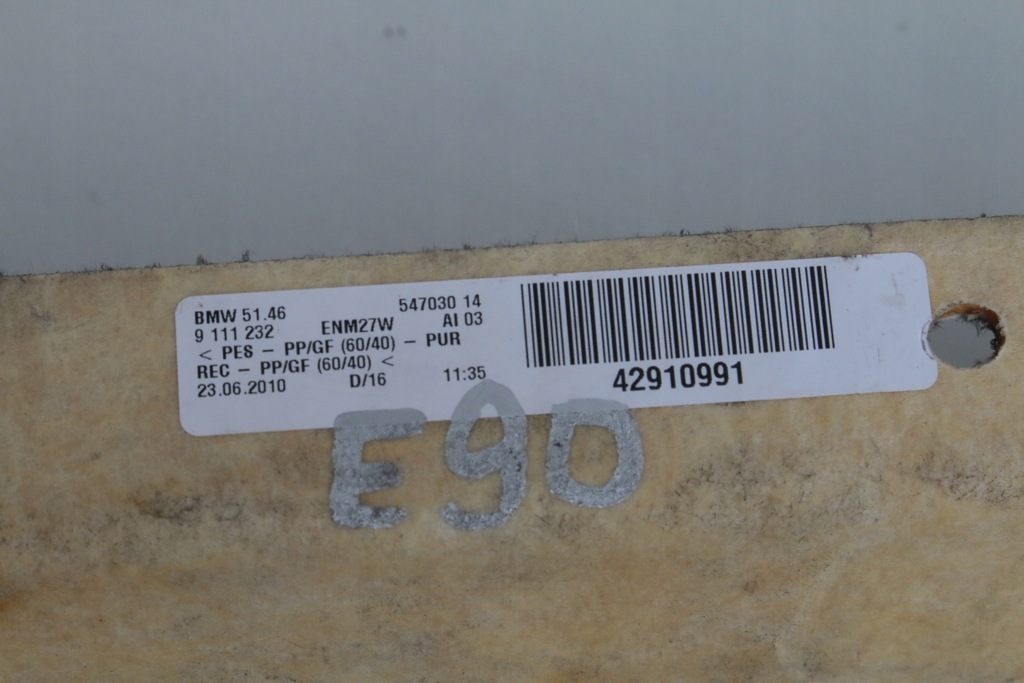 BMW 51.46 547030 14
9 111 232 ENM27W AI 03
< PES - PP/GF (60/40) - PUR
REC - PP/GF (60/40) <
23.06.2010 D/16 11:35
42910991
E90